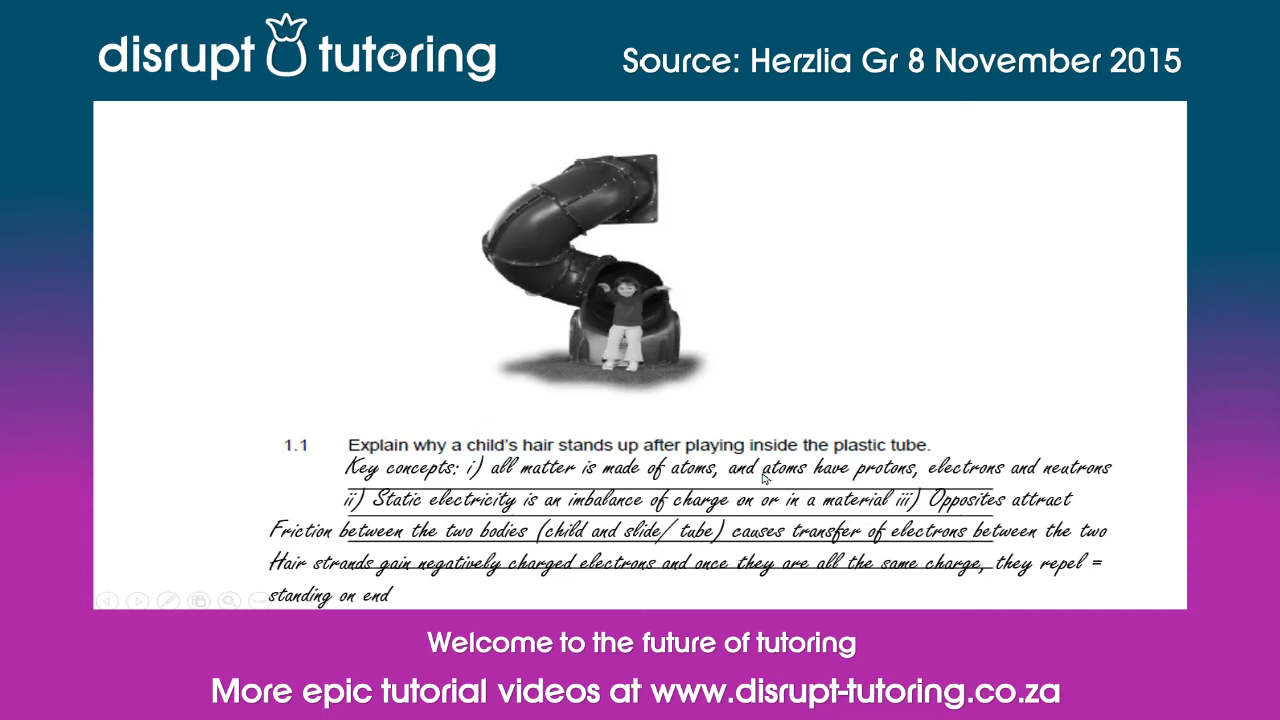 disrupt tutoring
Source: Herzlia Gr 8 November 2015
1.1 Explain why a child's hair stands up after playing inside the plastic tube.
Key concepts: i) all matter is made of atoms, and atoms have protons, electrons and neutrons
ii) Static electricity is an imbalance of charge on or in a material iii) Opposites attract
Friction between the two bodies (child and slide/ tube) causes transfer of electrons between the two
Hair strands gain negatively charged electrons and once they are all the same charge, they repel =
standing on end
Welcome to the future of tutoring
More epic tutorial videos at www.disrupt-tutoring.co.za